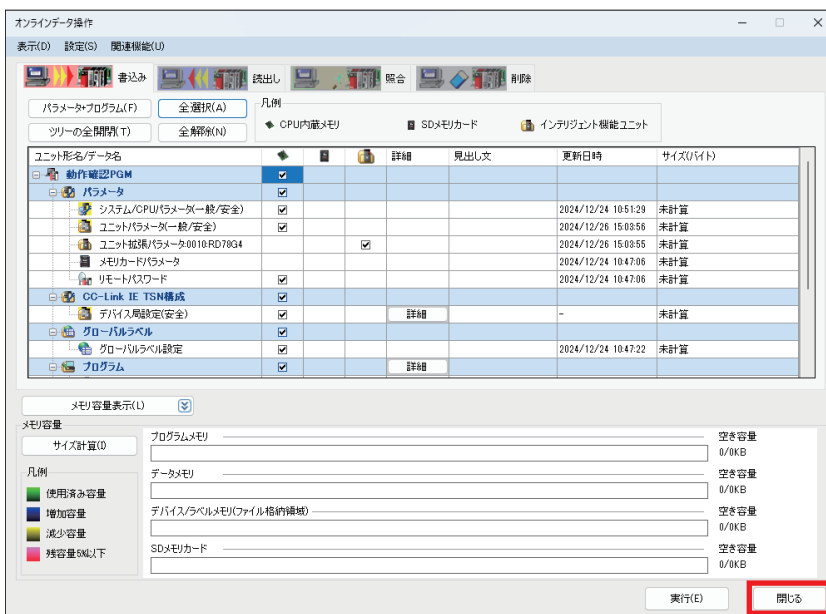 オンラインデータ操作
表示(D) 設定(S) 関連機能(U)
書込み 読出し 照合 削除
パラメータ+プログラム(F) 全選択(A) 凡例
ツリーの全開閉(T) 全解除(N) CPU内蔵メモリ SDメモリカード インテリジェント機能ユニット
ユニット形名/データ名 詳細 見出し文 更新日時 サイズ(バイト)
動作確認PGM
パラメータ
システム/CPUパラメータ(一般/安全) 2024/12/24 10:51:29 未計算
ユニットパラメータ(一般/安全) 2024/12/26 15:03:56 未計算
ユニット拡張パラメータ:0010:RD78G4 2024/12/26 15:03:55 未計算
メモリカードパラメータ 2024/12/24 10:47:06 未計算
リモートパスワード 2024/12/24 10:47:06 未計算
CC-Link IE TSN構成
デバイス局設定(安全) 詳細 - 未計算
グローバルラベル
グローバルラベル設定 2024/12/24 10:47:22 未計算
プログラム 詳細
メモリ容量表示(L)
メモリ容量
サイズ計算(I) プログラムメモリ 空き容量
0/0KB
凡例 データメモリ 空き容量
使用済み容量 0/0KB
増加容量 デバイス/ラベルメモリ(ファイル格納領域) 空き容量
減少容量 0/0KB
残容量5%以下 SDメモリカード 空き容量
0/0KB
実行(E) 閉じる